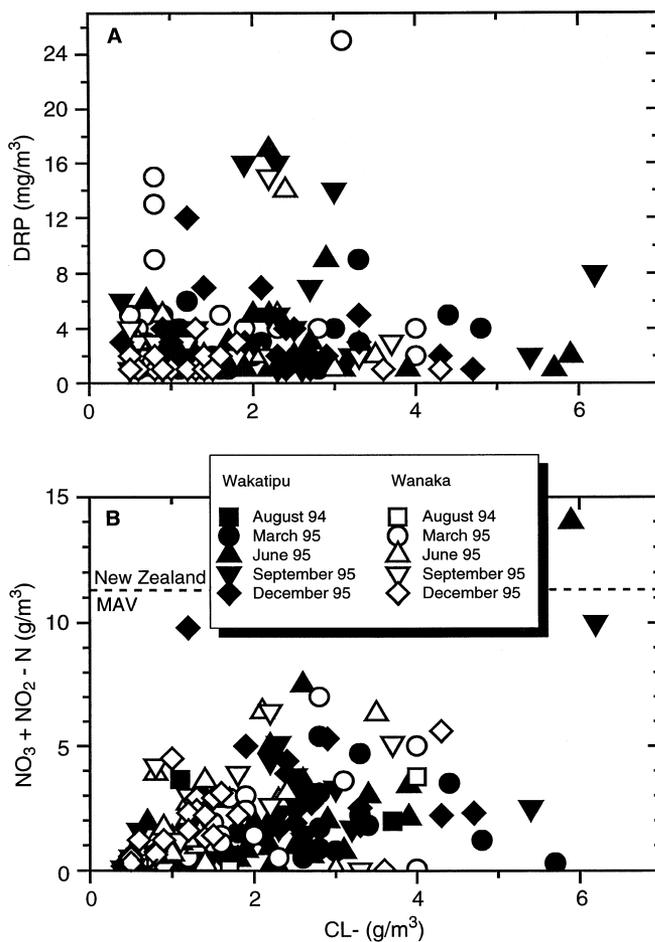 A
24
20
16
12
8
4
0
DRP (mg/m³)
0 2 4 6
B
15
10
5
0
NO₃ + NO₂ - N (g/m³)
New Zealand
MAV
Wakatipu Wanaka
August 94 August 94
March 95 March 95
June 95 June 95
September 95 September 95
December 95 December 95
0 2 4 6
CL- (g/m³)